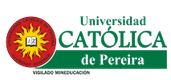 Universidad
CATÓLICA
de Pereira
VIGILADO MINEDUCACIÓN